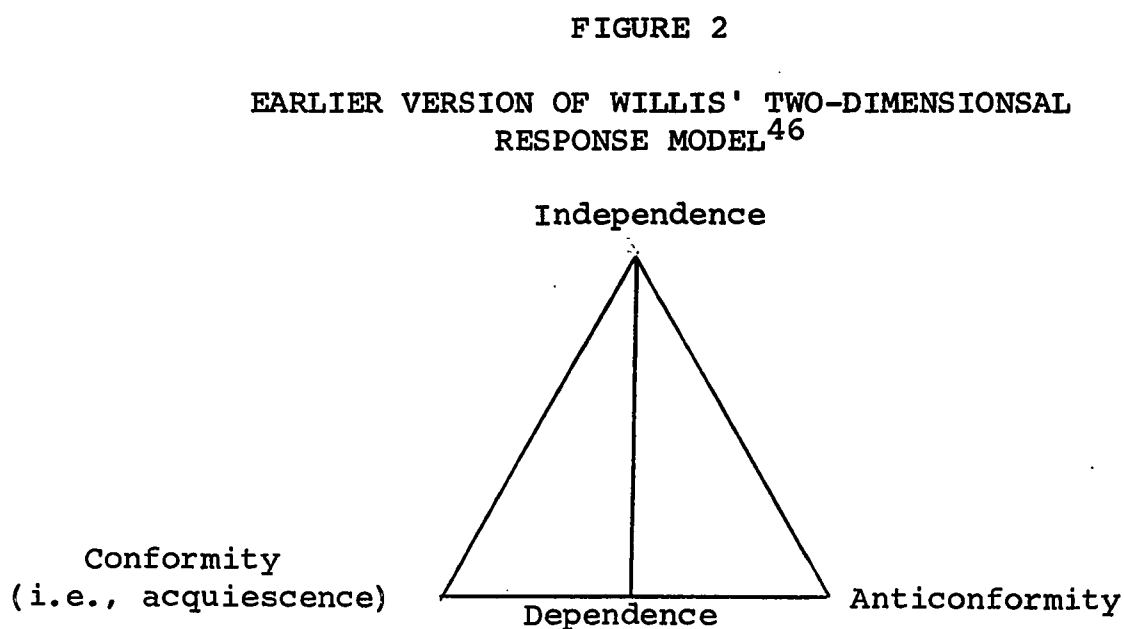 FIGURE 2
EARLIER VERSION OF WILLIS' TWO-DIMENSIONSAL
RESPONSE MODEL46
Independence
Conformity
(i.e., acquiescence)
Anticonformity
Dependence